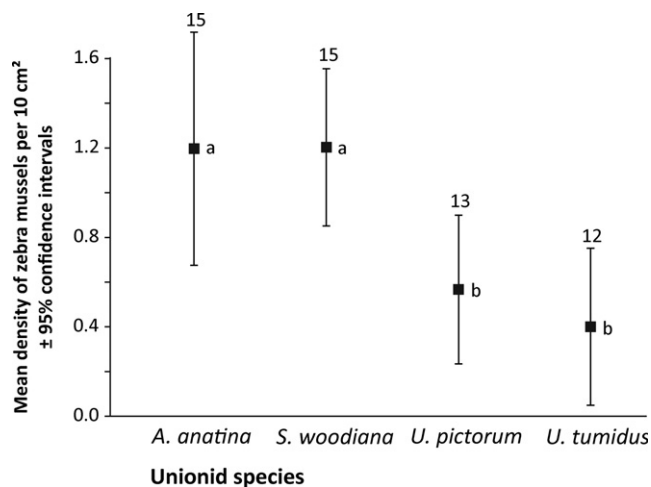 Mean density of zebra mussels per 10 cm²
± 95% confidence intervals
1.6
1.2
0.8
0.4
0.0
15
a
15
a
13
b
12
b
A. anatina
S. woodiana
U. pictorum
U. tumidus
Unionid species